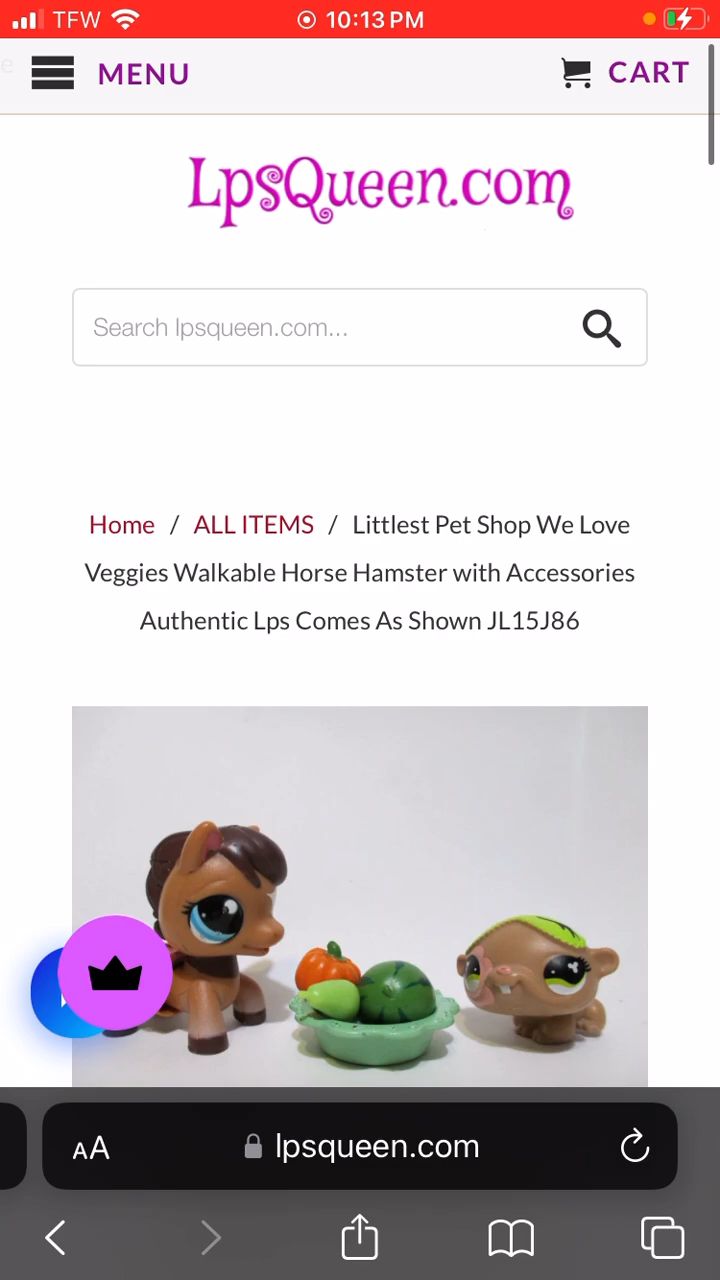 TFW 10:13 PM
MENU CART
LpsQueen.com
Search lpsqueen.com...
Home / ALL ITEMS / Littlest Pet Shop We Love
Veggies Walkable Horse Hamster with Accessories
Authentic Lps Comes As Shown JL15J86
AA lpsqueen.com